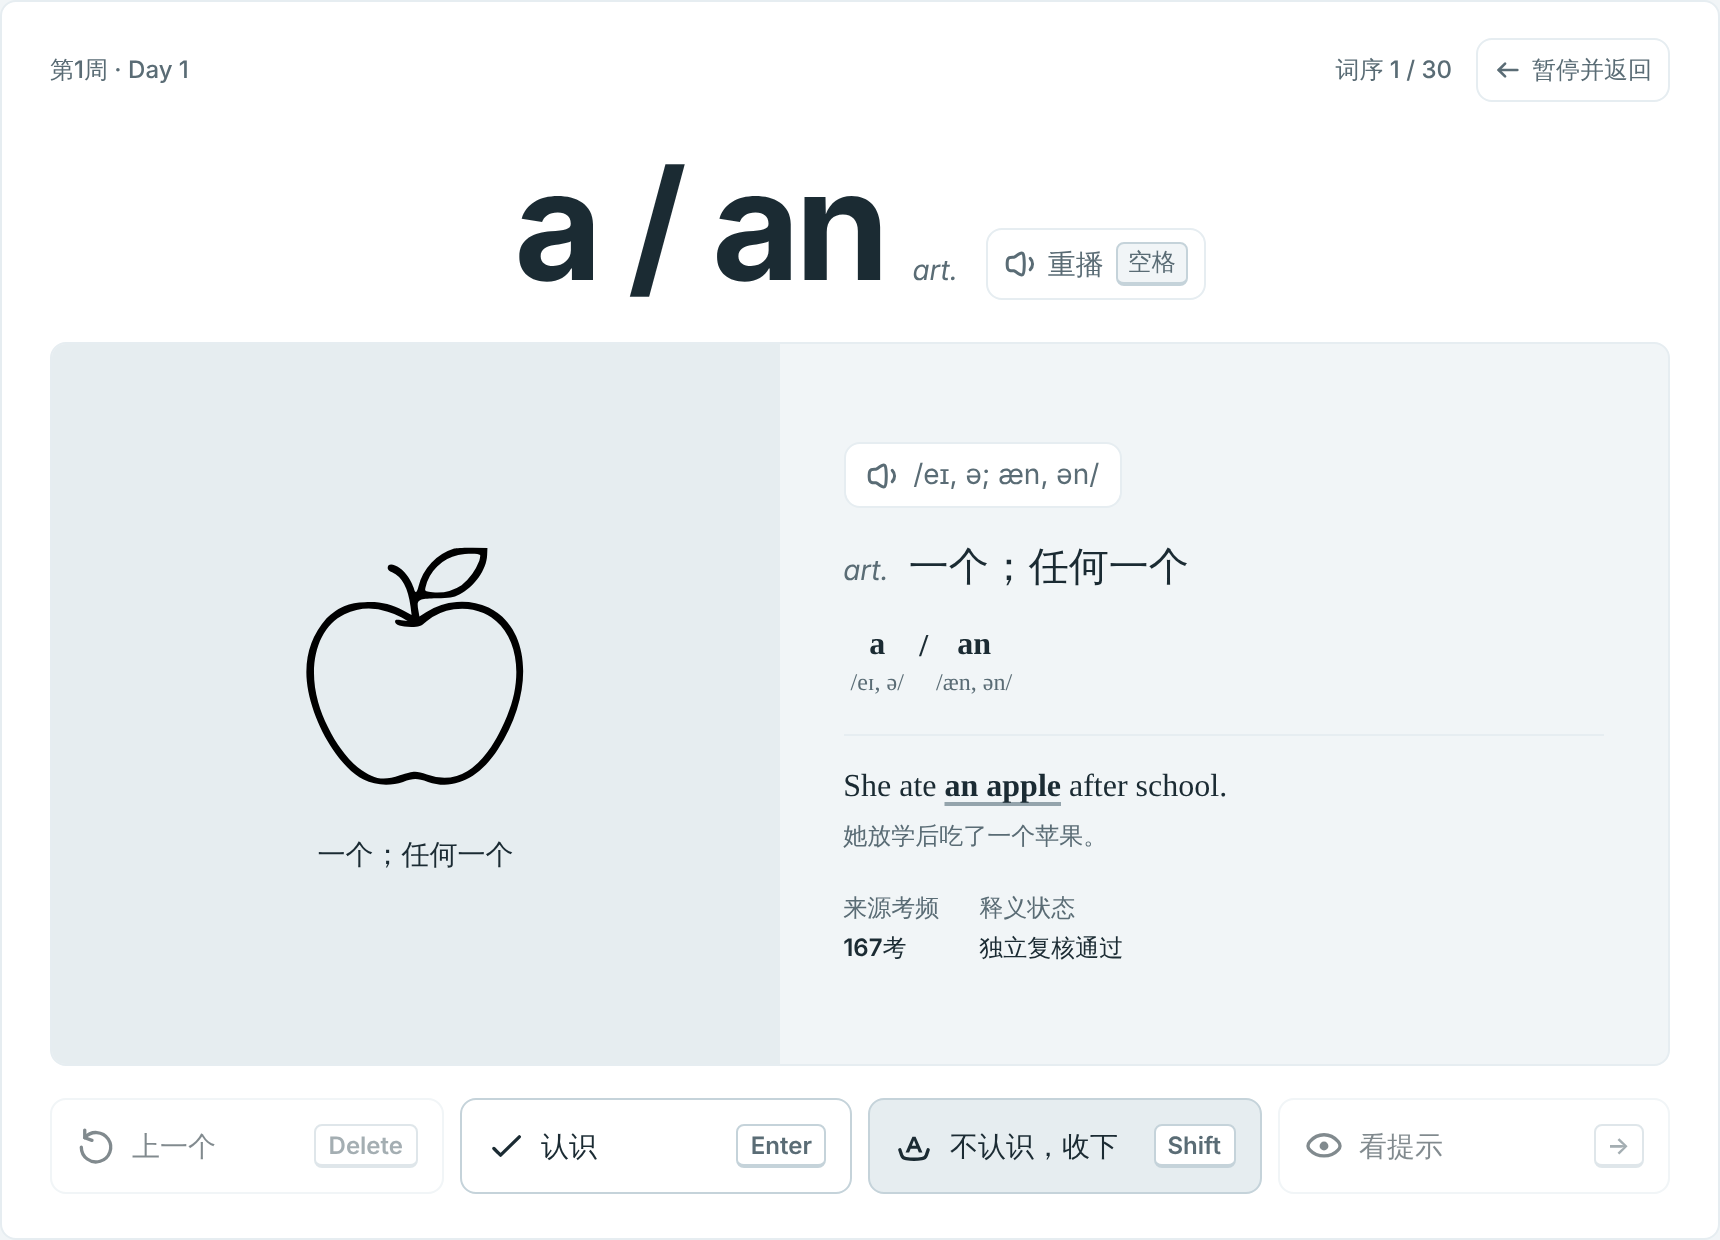 第1周 · Day 1
词序 1 / 30
← 暂停并返回
a / an art. 重播 空格
一个；任何一个
/eɪ, ə; æn, ən/
art. 一个；任何一个
a / an
/eɪ, ə/ /æn, ən/
She ate an apple after school.
她放学后吃了一个苹果。
来源考频 释义状态
167考 独立复核通过
上一个 Delete
认识 Enter
不认识，收下 Shift
看提示 →